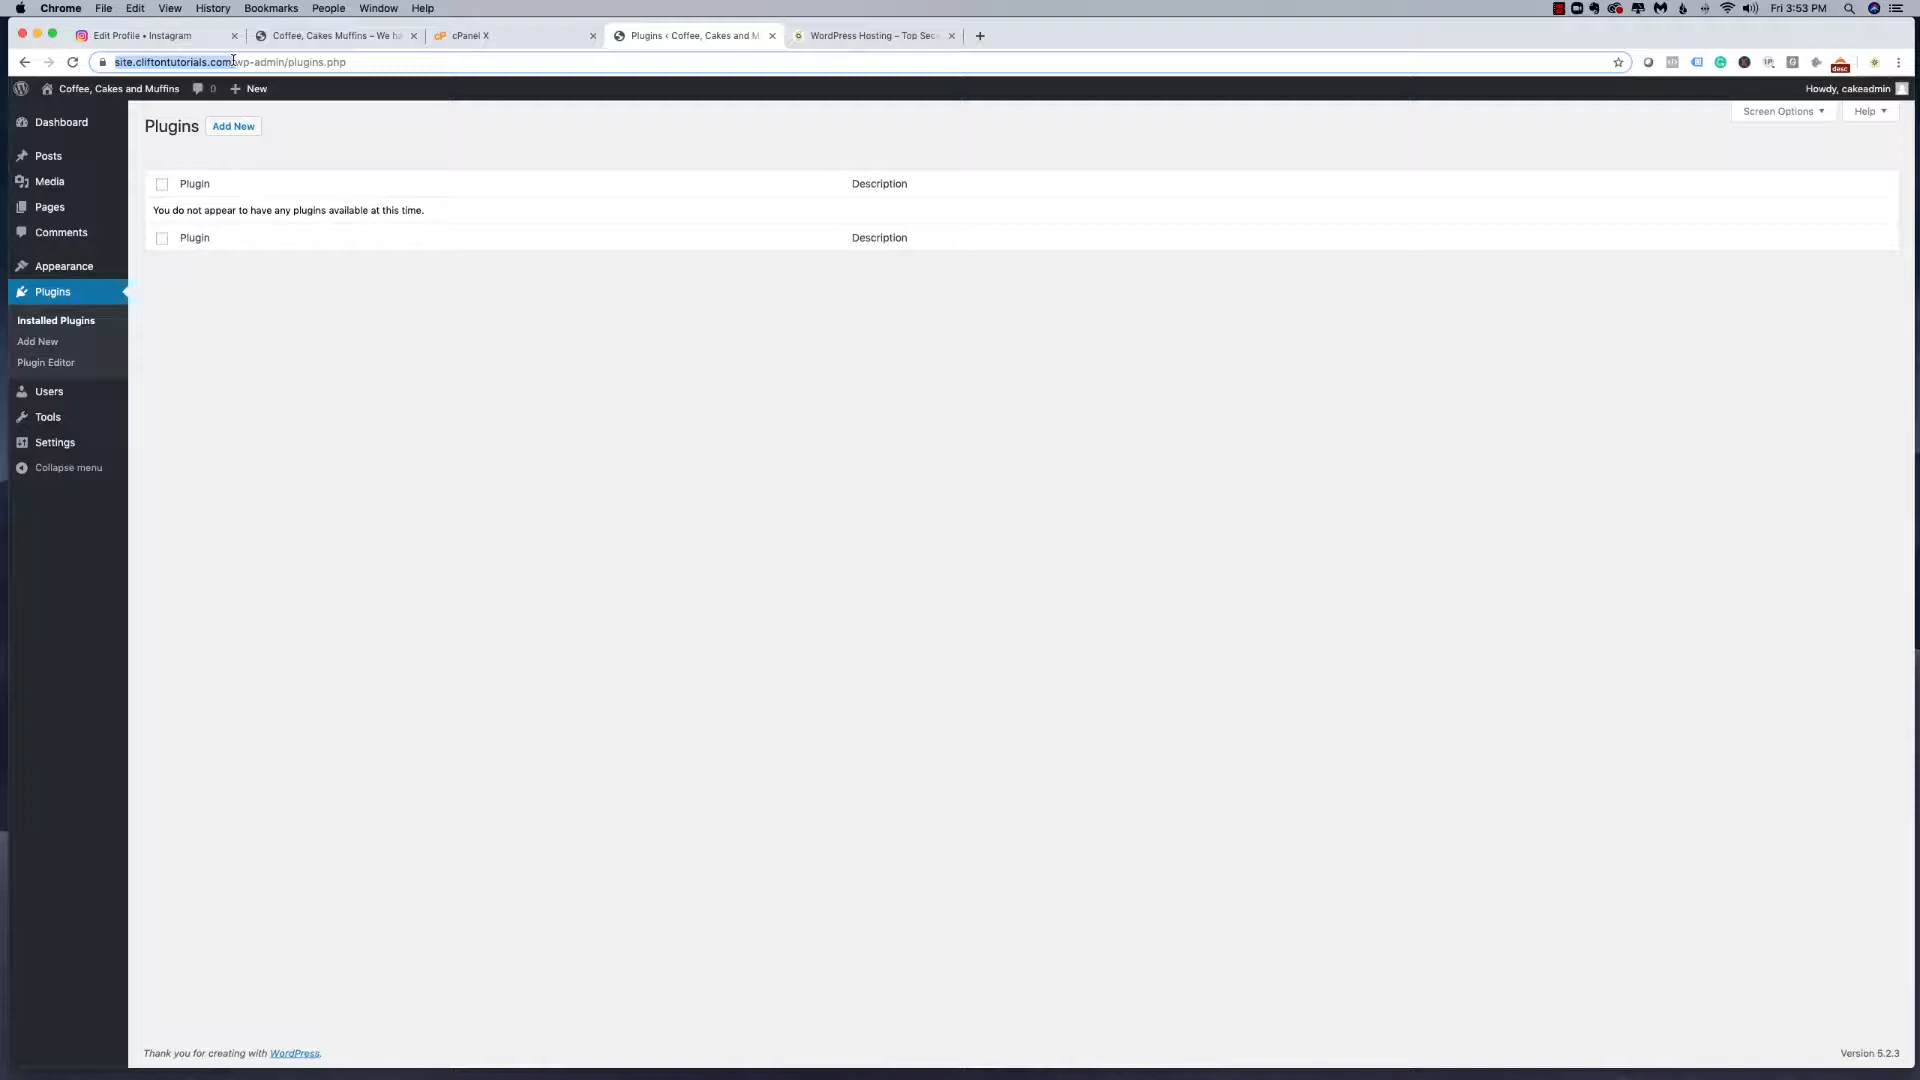 Chrome File Edit View History Bookmarks People Window Help Fri 3:53 PM
Edit Profile • Instagram Coffee, Cakes Muffins – We ha cPanel X Plugins ‹ Coffee, Cakes and M WordPress Hosting – Top Sec
site.cliftontutorials.com/wp-admin/plugins.php
Coffee, Cakes and Muffins 0 New Howdy, cakeadmin
Screen Options Help
Plugins Add New
Dashboard
Posts
Media
Pages
Comments
Appearance
Plugins
Installed Plugins
Add New
Plugin Editor
Users
Tools
Settings
Collapse menu
Plugin Description
You do not appear to have any plugins available at this time.
Plugin Description
Thank you for creating with WordPress. Version 5.2.3